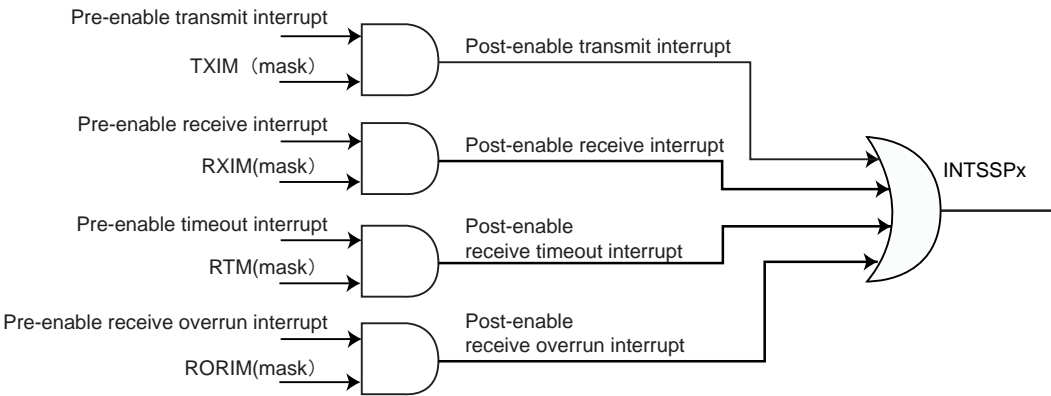 Pre-enable transmit interrupt
TXIM （mask）
Post-enable transmit interrupt
Pre-enable receive interrupt
RXIM(mask）
Post-enable receive interrupt
INTSSPx
Pre-enable timeout interrupt
RTM(mask）
Post-enable
receive timeout interrupt
Pre-enable receive overrun interrupt
RORIM(mask）
Post-enable
receive overrun interrupt